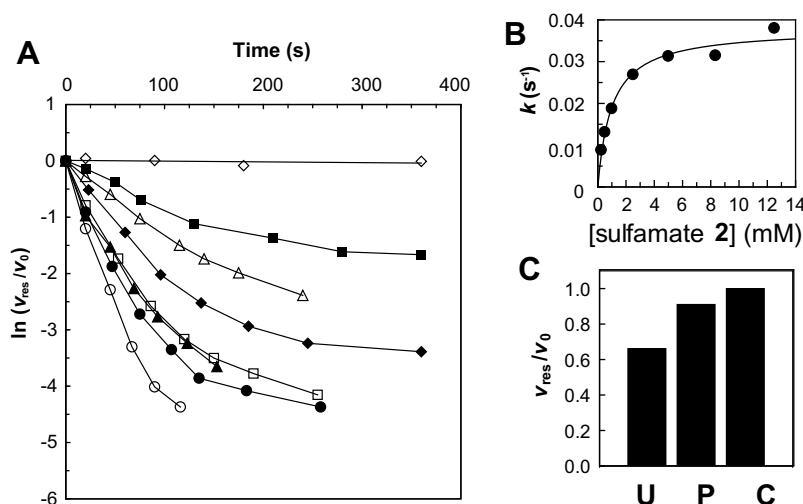 A
Time (s)
0 100 200 300 400
1
0
-1
-2
-3
-4
-5
-6
ln (vres/v0)
B
k (s-1)
0.04
0.03
0.02
0.01
0
0 2 4 6 8 10 12 14
[sulfamate 2] (mM)
C
vres/v0
1.0
0.8
0.6
0.4
0.2
0.0
U P C